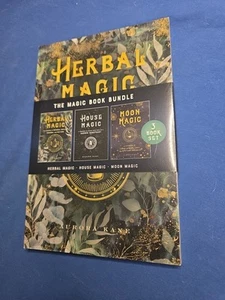 HERBAL
MAGIC
THE MAGIC BOOK BUNDLE
HERBAL
MAGIC
HOUSE
MAGIC
MOON
MAGIC
3
BOOK
SET
HERBAL MAGIC • HOUSE MAGIC • MOON MAGIC
AURORA KANE